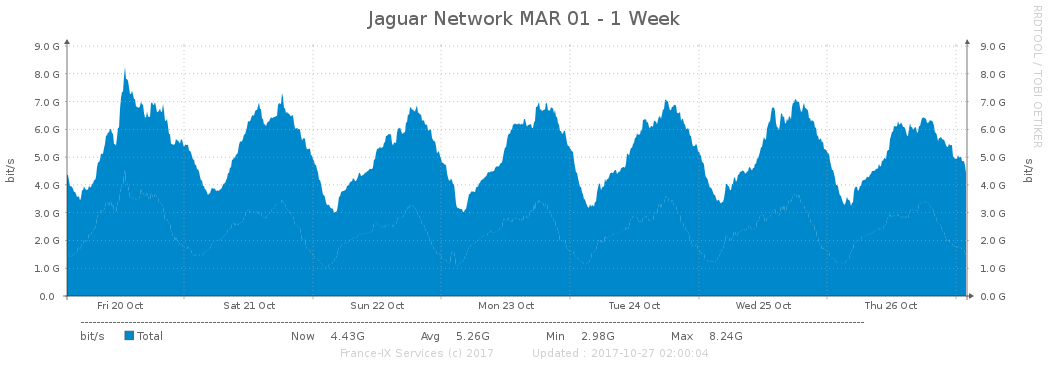 Jaguar Network MAR 01 - 1 Week
RRDTOOL / TOBI OETIKER
bit/s
9.0 G 9.0 G
8.0 G 8.0 G
7.0 G 7.0 G
6.0 G 6.0 G
5.0 G 5.0 G
4.0 G 4.0 G
3.0 G 3.0 G
2.0 G 2.0 G
1.0 G 1.0 G
0.0 0.0 G
bit/s
Fri 20 Oct Sat 21 Oct Sun 22 Oct Mon 23 Oct Tue 24 Oct Wed 25 Oct Thu 26 Oct
bit/s Total Now 4.43G Avg 5.26G Min 2.98G Max 8.24G
France-IX Services (c) 2017 Updated : 2017-10-27 02:00:04